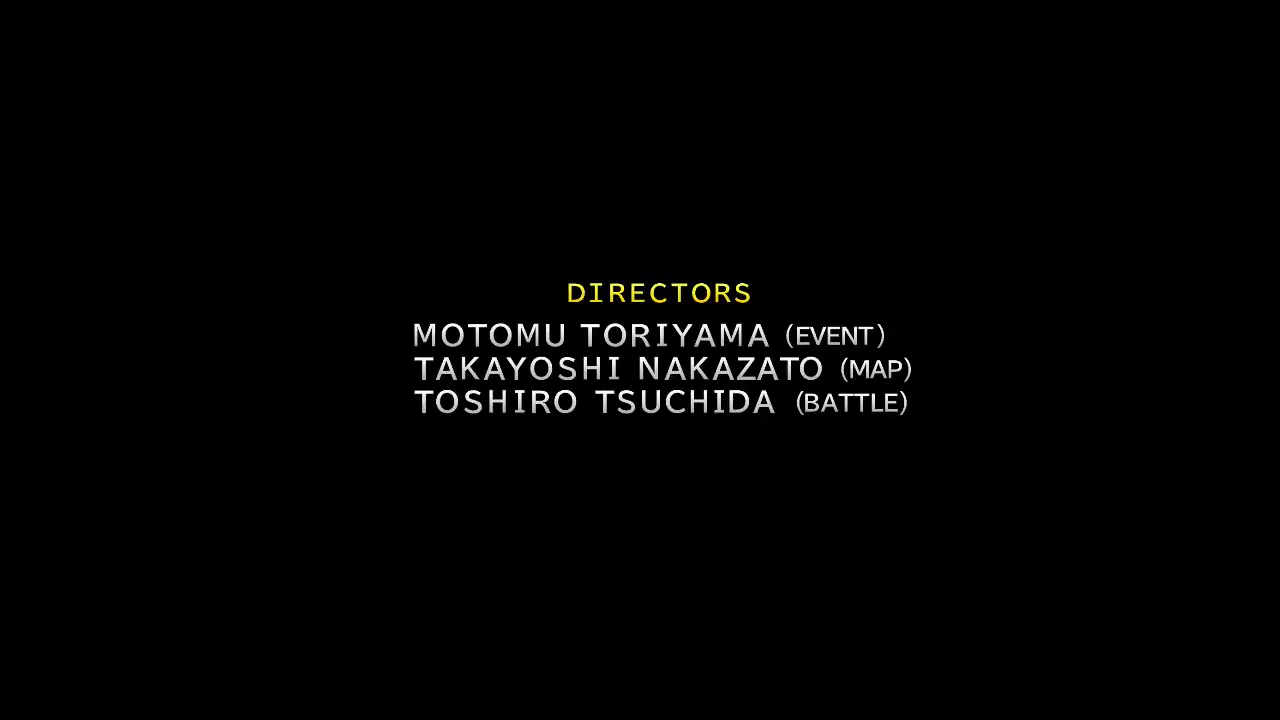 DIRECTORS
MOTOMU TORIYAMA (EVENT)
TAKAYOSHI NAKAZATO (MAP)
TOSHIRO TSUCHIDA (BATTLE)